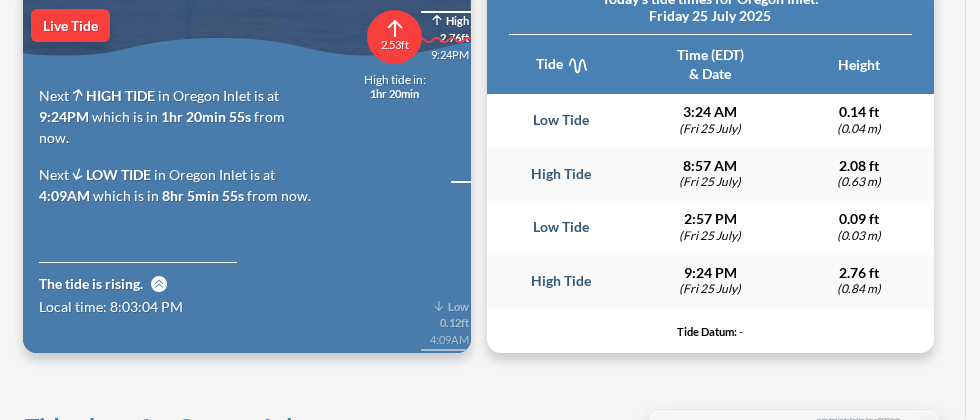 Live Tide
2.53ft
↑ High
2.76ft
9:24PM
High tide in:
1hr 20min
Next ↑ HIGH TIDE in Oregon Inlet is at
9:24PM which is in 1hr 20min 55s from
now.
Next ↓ LOW TIDE in Oregon Inlet is at
4:09AM which is in 8hr 5min 55s from now.
The tide is rising.
Local time: 8:03:04 PM
↓ Low
0.12ft
4:09AM
Today's tide times for Oregon Inlet:
Friday 25 July 2025
Tide
Time (EDT)
& Date
Height
Low Tide
3:24 AM
(Fri 25 July)
0.14 ft
(0.04 m)
High Tide
8:57 AM
(Fri 25 July)
2.08 ft
(0.63 m)
Low Tide
2:57 PM
(Fri 25 July)
0.09 ft
(0.03 m)
High Tide
9:24 PM
(Fri 25 July)
2.76 ft
(0.84 m)
Tide Datum: -